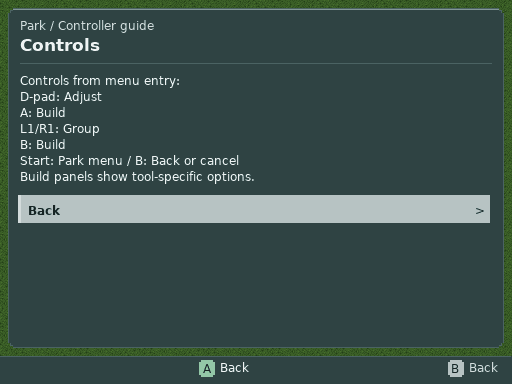 Park / Controller guide
Controls
Controls from menu entry:
D-pad: Adjust
A: Build
L1/R1: Group
B: Build
Start: Park menu / B: Back or cancel
Build panels show tool-specific options.
Back >
A Back B Back